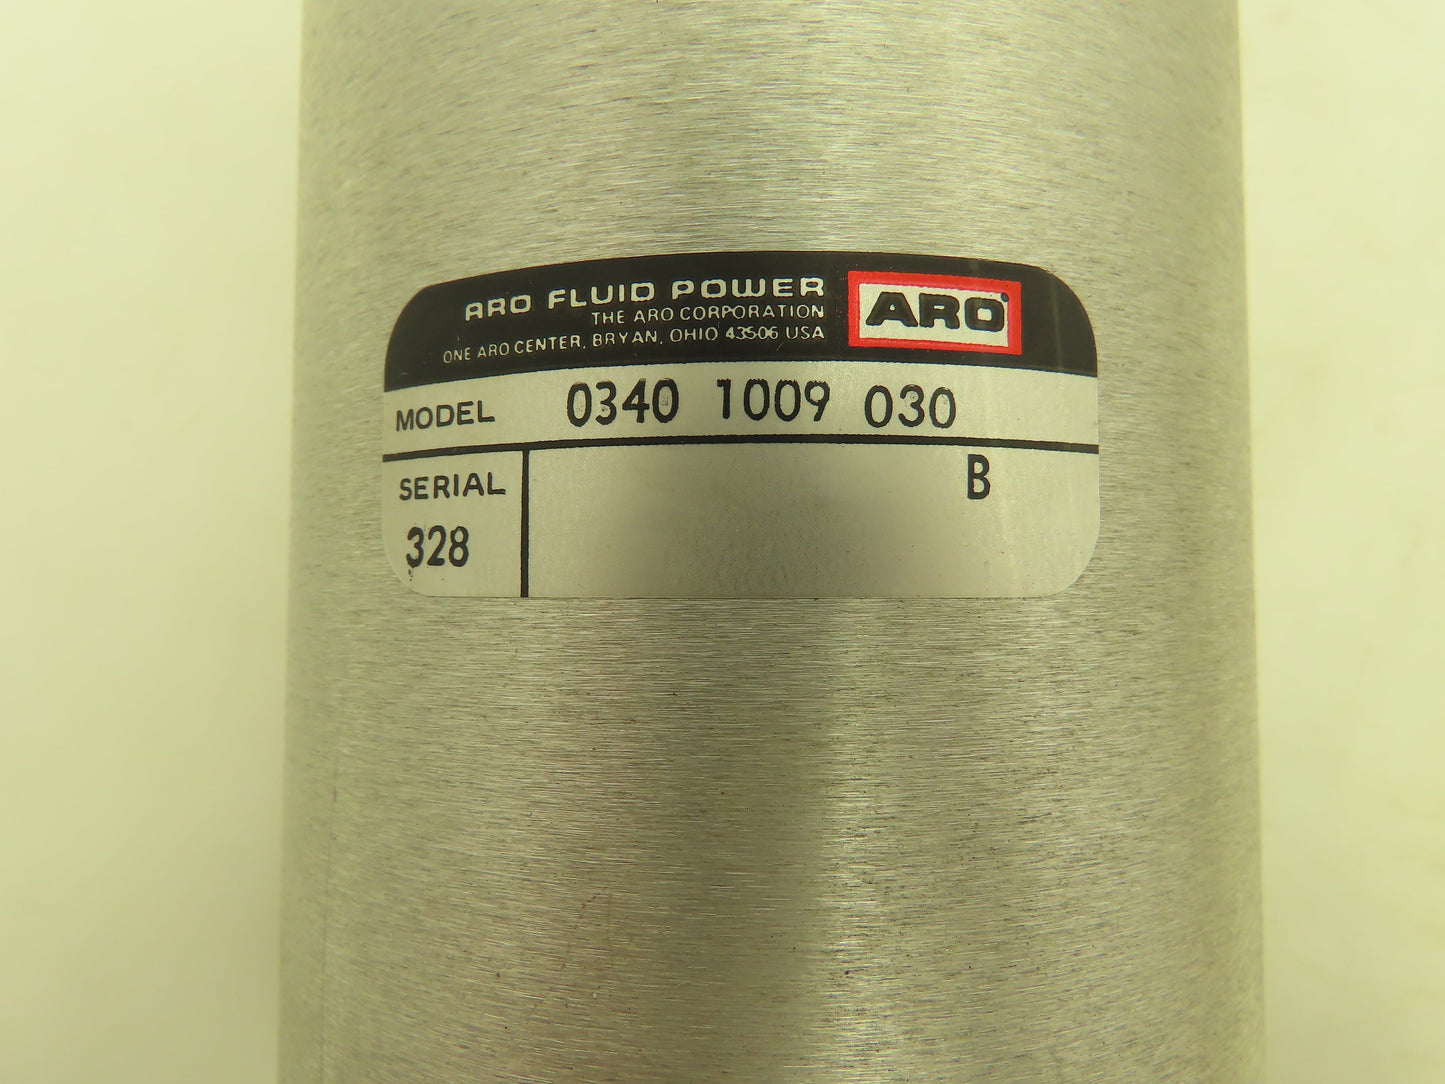 ARO FLUID POWER
THE ARO CORPORATION
ONE ARO CENTER, BRYAN, OHIO 43506 USA
ARO
MODEL 0340 1009 030
SERIAL B
328